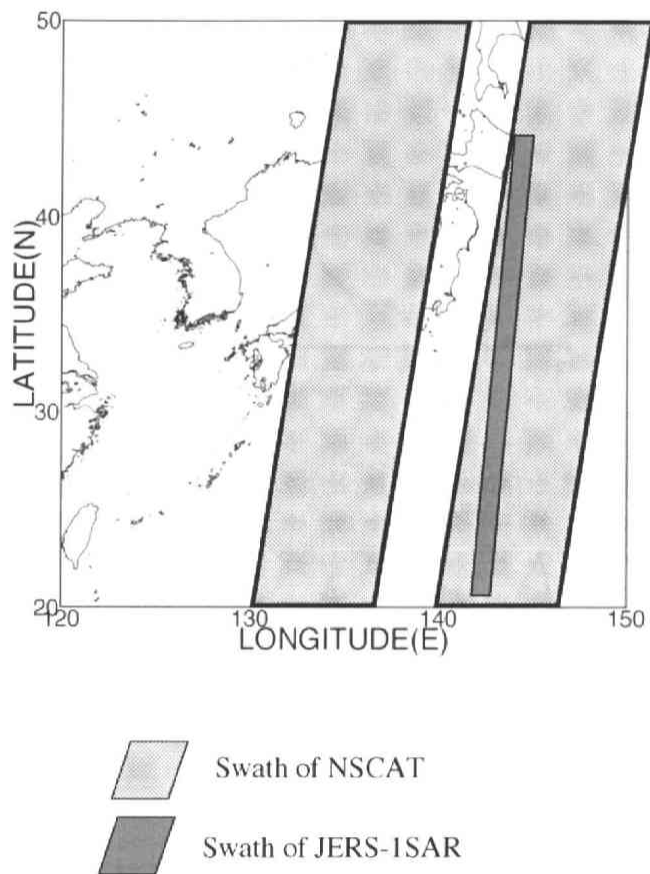 50
40
30
20
LATITUDE(N)
120
130
140
150
LONGITUDE(E)
Swath of NSCAT
Swath of JERS-1SAR